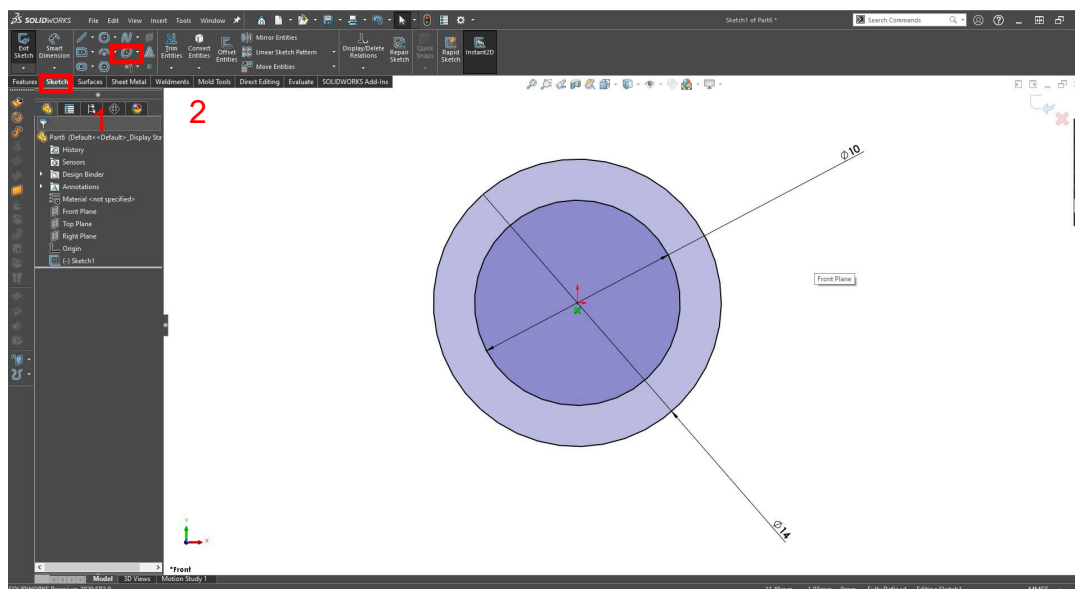 SOLIDWORKS File Edit View Insert Tools Window Sketch1 of Part6 * Search Commands
Exit Sketch
Smart Dimension
Trim Entities
Convert Entities
Offset Entities
Mirror Entities
Linear Sketch Pattern
Move Entities
Display/Delete Relations
Repair Sketch
Quick Snaps
Rapid Sketch
Instant2D
Features Sketch Surfaces Sheet Metal Weldments Mold Tools Direct Editing Evaluate SOLIDWORKS Add-Ins
1
2
Part6 (Default<<Default>_Display Sta
History
Sensors
Design Binder
Annotations
Material <not specified>
Front Plane
Top Plane
Right Plane
Origin
(-) Sketch1
∅10
Front Plane
∅14
Y
X
*Front
Model 3D Views Motion Study 1